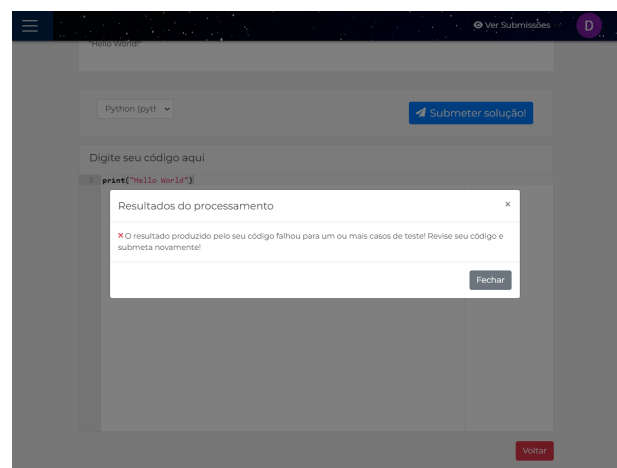 Ver Submissões
D
"Hello World!"
Python (pytl
Submeter solução!
Digite seu código aqui
1 print("Hello World")
Resultados do processamento
×
×O resultado produzido pelo seu código falhou para um ou mais casos de teste! Revise seu código e
submeta novamente!
Fechar
Voltar